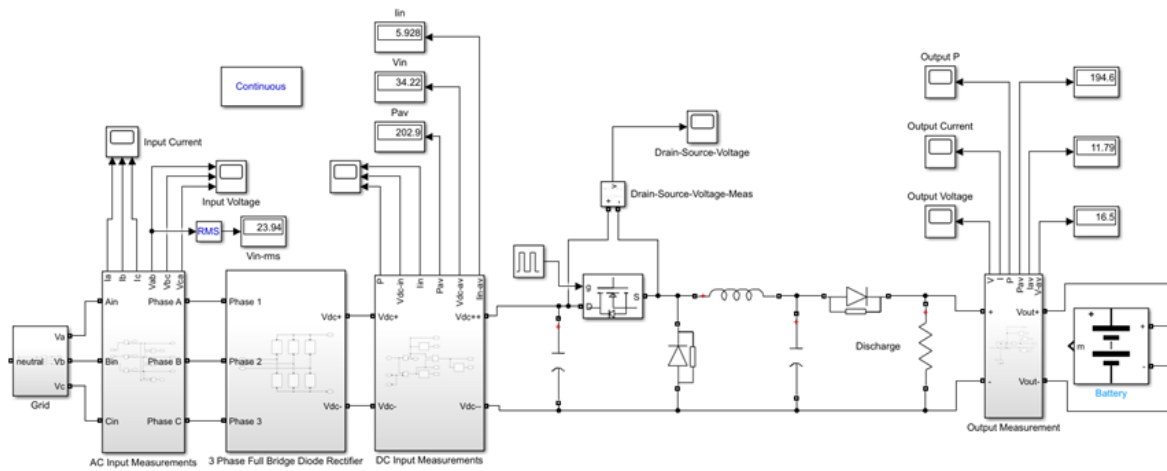 Iin
5.928
Vin
34.22
Pav
202.9
Continuous
Input Current
Input Voltage
RMS
23.94
Vin-rms
Drain-Source-Voltage
Drain-Source-Voltage-Meas
v
+ -
Output P
194.6
Output Current
11.79
Output Voltage
16.5
Ia
Ib
Ic
Vab
Vbc
Vca
P
Vdc-in
Iin
Pav
Vdc-av
Iin-av
V
I
P
Pav
Iav
V-av
neutral
Va
Vb
Vc
Grid
Ain
Bin
Cin
Phase A
Phase B
Phase C
AC Input Measurements
Phase 1
Phase 2
Phase 3
Vdc+
Vdc-
3 Phase Full Bridge Diode Rectifier
Vdc+
Vdc-
Vdc++
Vdc--
DC Input Measurements
g
D
S
Discharge
+
-
Vout+
Vout-
Output Measurement
+
m
+
-
Battery